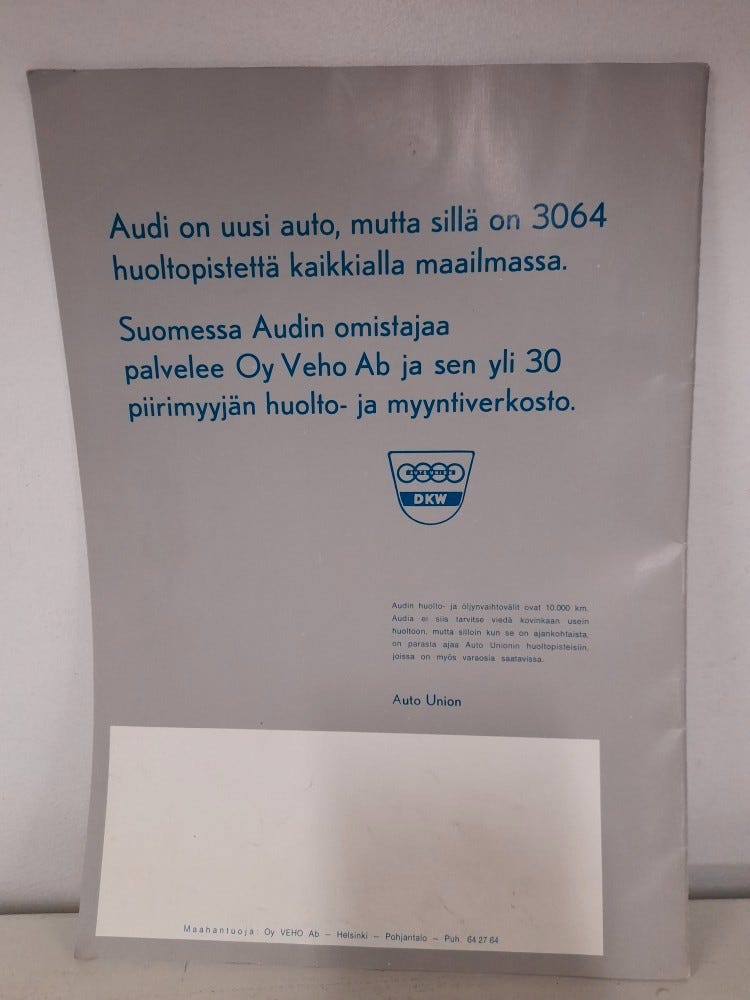 Audi on uusi auto, mutta sillä on 3064
huoltopistettä kaikkialla maailmassa.
Suomessa Audin omistajaa
palvelee Oy Veho Ab ja sen yli 30
piirimyyjän huolto- ja myyntiverkosto.
AUTO UNION
DKW
Audin huolto- ja öljynvaihtovälit ovat 10.000 km.
Audia ei siis tarvitse viedä kovinkaan usein
huoltoon, mutta silloin kun se on ajankohtaista,
on parasta ajaa Auto Unionin huoltopisteisiin,
joissa on myös varaosia saatavissa.
Auto Union
Maahantuoja: Oy VEHO Ab – Helsinki – Pohjantalo – Puh. 64 27 64